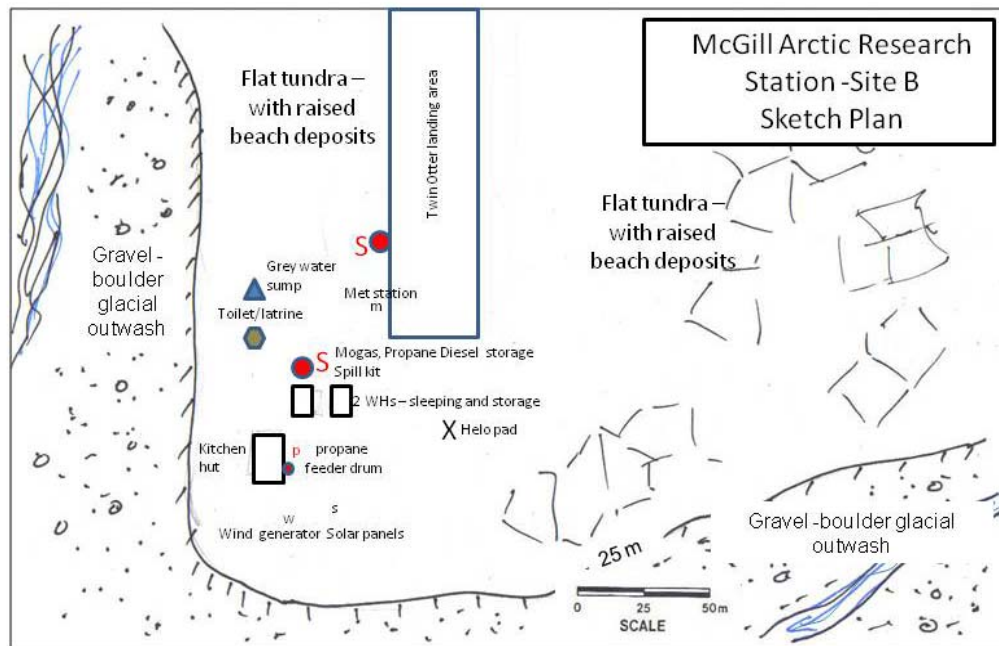 McGill Arctic Research
Station -Site B
Sketch Plan
Flat tundra –
with raised
beach deposits
Twin Otter landing area
Flat tundra –
with raised
beach deposits
Gravel -
boulder
glacial
outwash
S
Grey water
sump
Met station
m
Toilet/latrine
S
Mogas, Propane Diesel storage
Spill kit
2 WHs – sleeping and storage
X Helo pad
Kitchen
hut
p propane
feeder drum
s
w
Wind generator Solar panels
Gravel -boulder glacial
outwash
25 m
0 25 50m
SCALE